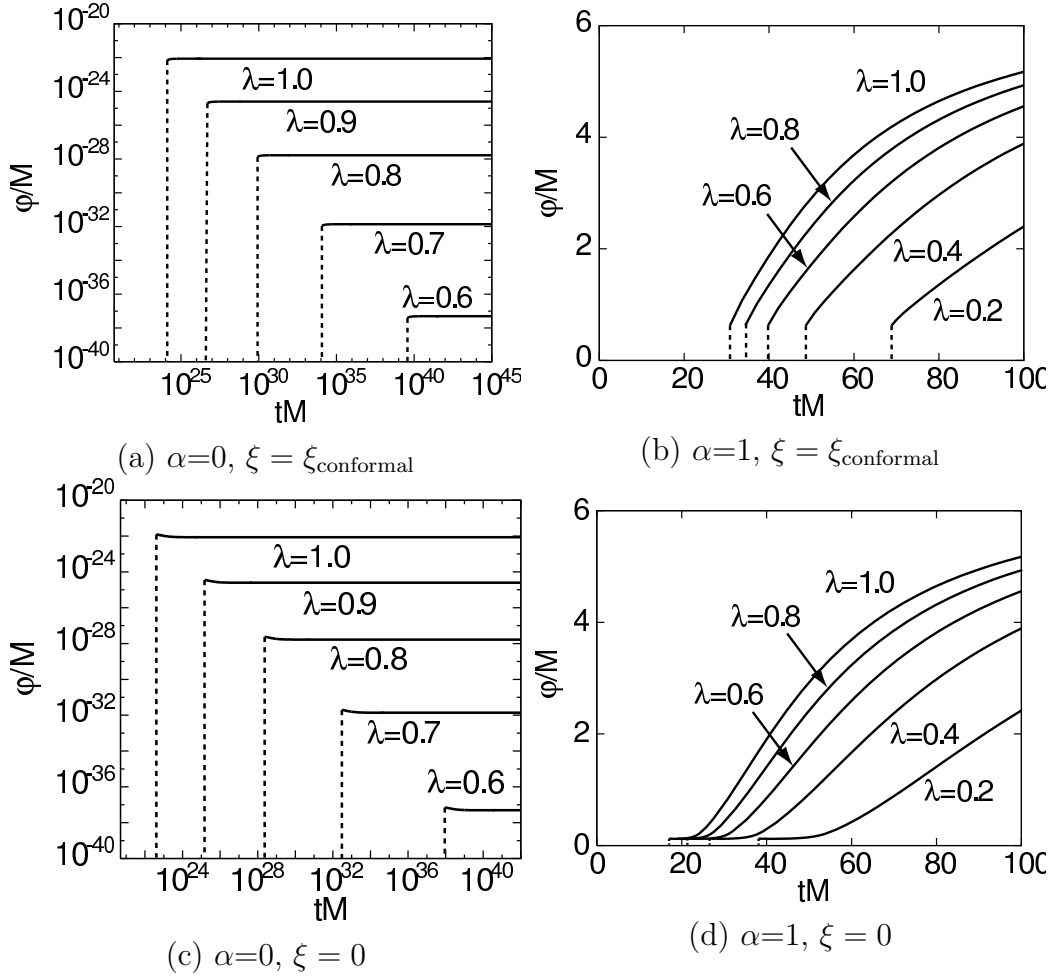 10^-20
10^-24
10^-28
10^-32
10^-36
10^-40
φ/M
λ=1.0
λ=0.9
λ=0.8
λ=0.7
λ=0.6
10^25 10^30 10^35 10^40 10^45
tM
(a) α=0, ξ = ξ_conformal
6
4
2
0
φ/M
λ=1.0
λ=0.8
λ=0.6
λ=0.4
λ=0.2
0 20 40 60 80 100
tM
(b) α=1, ξ = ξ_conformal
10^-20
10^-24
10^-28
10^-32
10^-36
10^-40
φ/M
λ=1.0
λ=0.9
λ=0.8
λ=0.7
λ=0.6
10^24 10^28 10^32 10^36 10^40
tM
(c) α=0, ξ = 0
6
4
2
0
φ/M
λ=1.0
λ=0.8
λ=0.6
λ=0.4
λ=0.2
0 20 40 60 80 100
tM
(d) α=1, ξ = 0